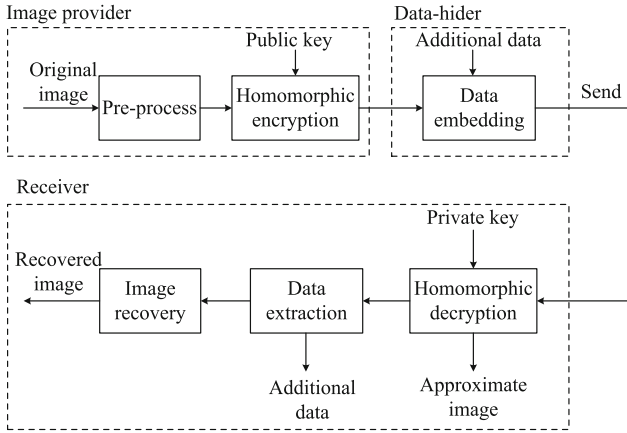 Image provider
Data-hider
Public key
Additional data
Original
image
Pre-process
Homomorphic
encryption
Data
embedding
Send
Receiver
Private key
Recovered
image
Image
recovery
Data
extraction
Homomorphic
decryption
Additional
data
Approximate
image